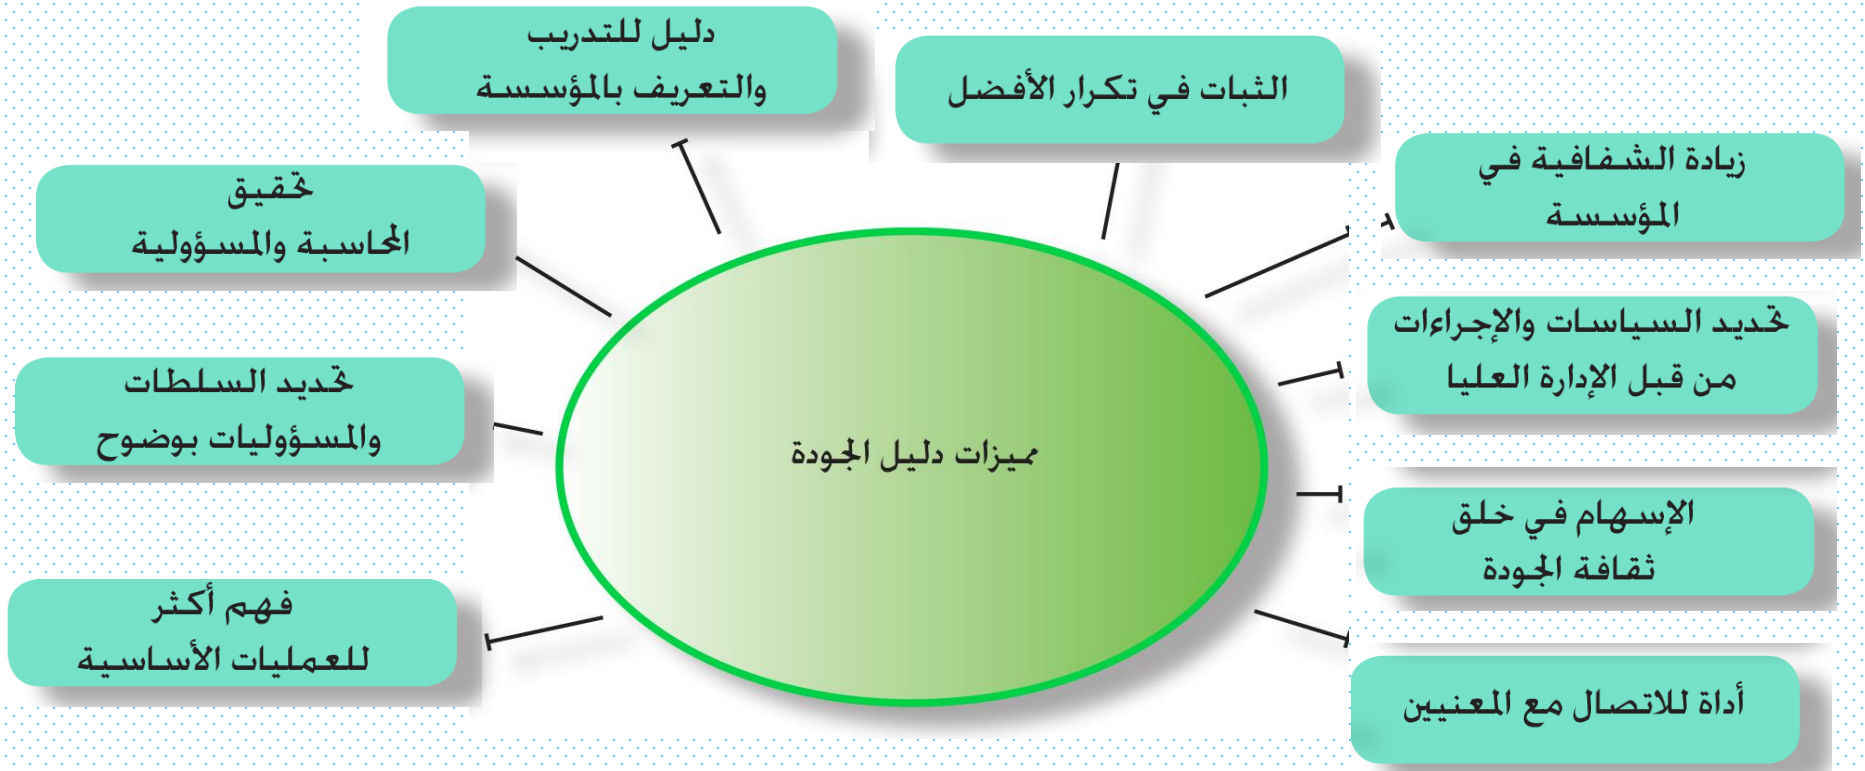 دليل للتدريب
والتعريف بالمؤسسة
الثبات في تكرار الأفضل
زيادة الشفافية في
المؤسسة
تحقيق
المحاسبة والمسؤولية
تحديد السياسات والإجراءات
من قبل الإدارة العليا
تحديد السلطات
والمسؤوليات بوضوح
مميزات دليل الجودة
الإسهام في خلق
ثقافة الجودة
فهم أكثر
للعمليات الأساسية
أداة للاتصال مع المعنيين